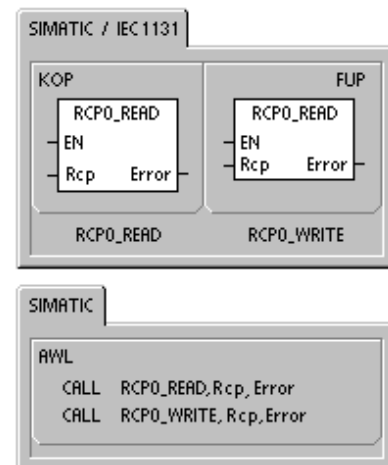 SIMATIC / IEC1131
KOP FUP
RCP0_READ RCP0_READ
EN EN
Rcp Error Rcp Error
RCP0_READ RCP0_WRITE
SIMATIC
AWL
CALL RCP0_READ,Rcp,Error
CALL RCP0_WRITE,Rcp,Error